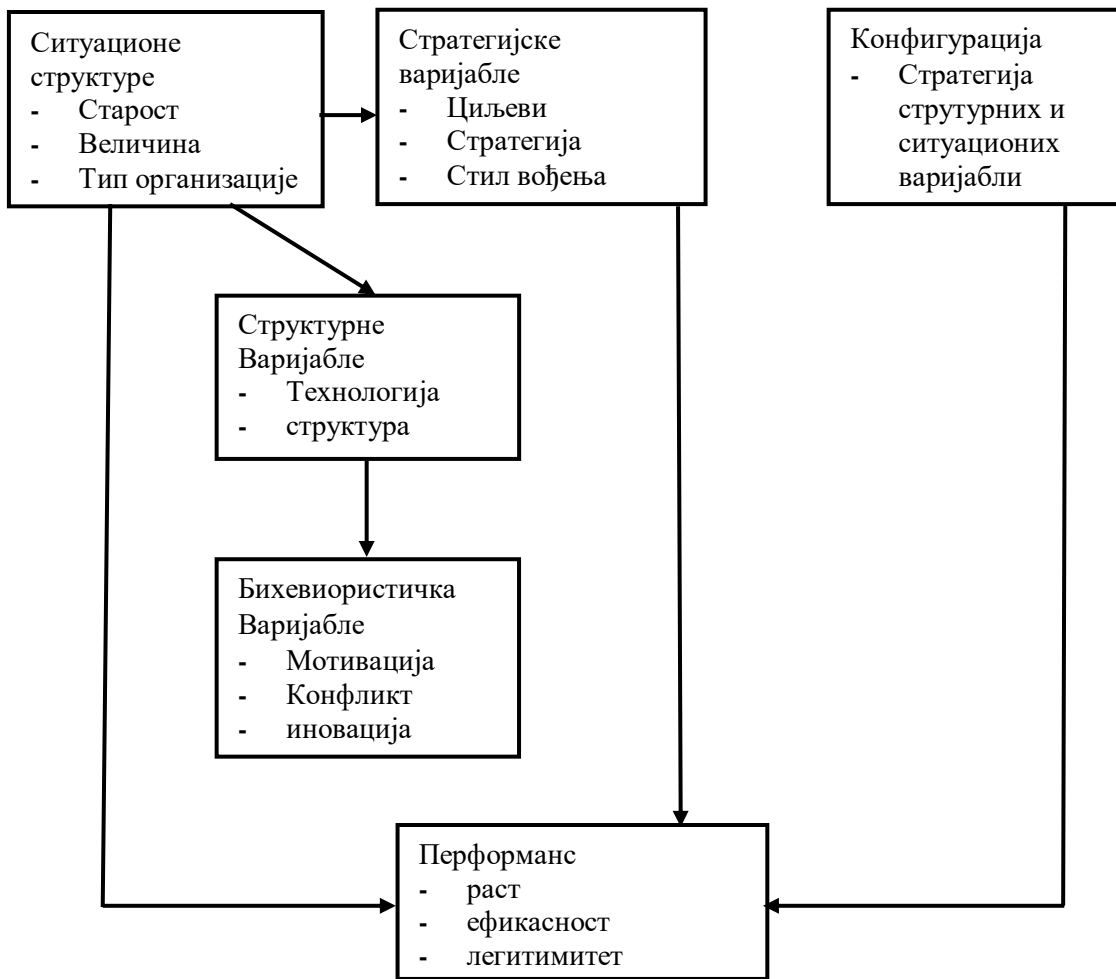 Ситуационе
структуре
- Старост
- Величина
- Тип организације
Стратегијске
варијабле
- Циљеви
- Стратегија
- Стил вођења
Конфигурација
- Стратегија
струтурних и
ситуационих
варијабли
Структурне
Варијабле
- Технологија
- структура
Бихевиористичка
Варијабле
- Мотивација
- Конфликт
- иновација
Перформанс
- раст
- ефикасност
- легитимитет